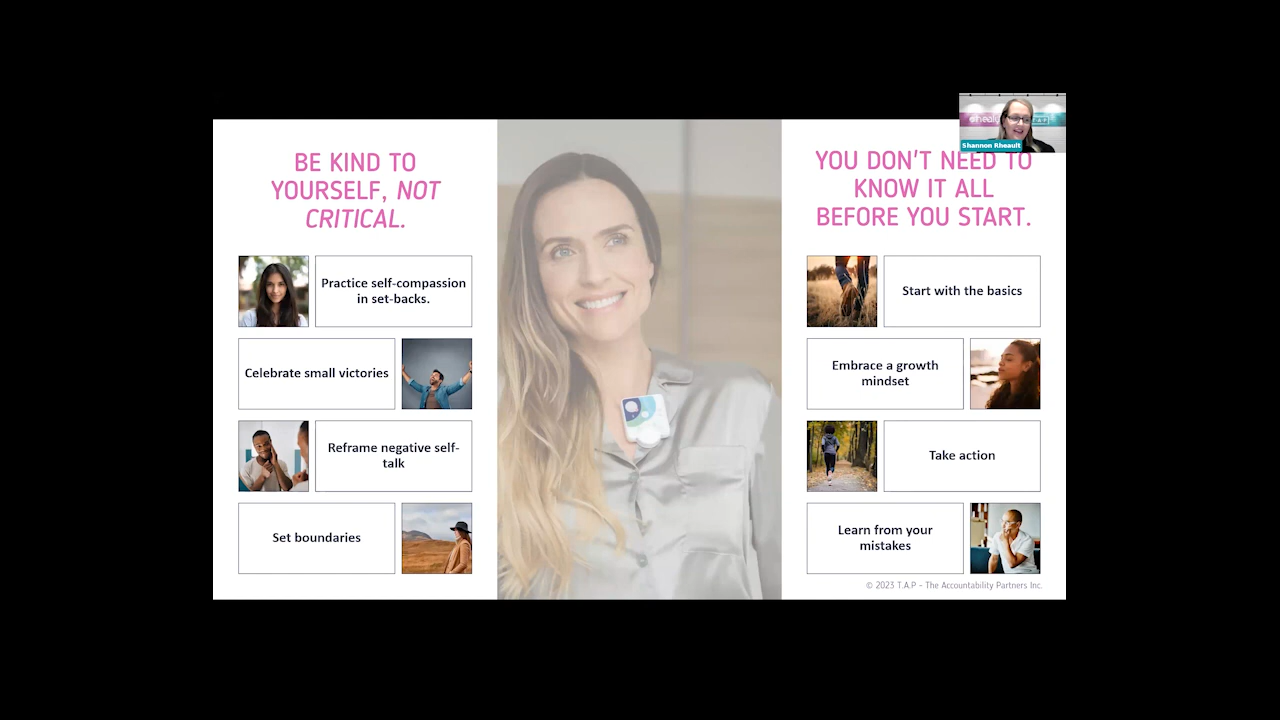 Shannon Rheault
BE KIND TO
YOURSELF, NOT
CRITICAL.
Practice self-compassion
in set-backs.
Celebrate small victories
Reframe negative self-
talk
Set boundaries
YOU DON'T NEED TO
KNOW IT ALL
BEFORE YOU START.
Start with the basics
Embrace a growth
mindset
Take action
Learn from your
mistakes
© 2023 T.A.P - The Accountability Partners Inc.